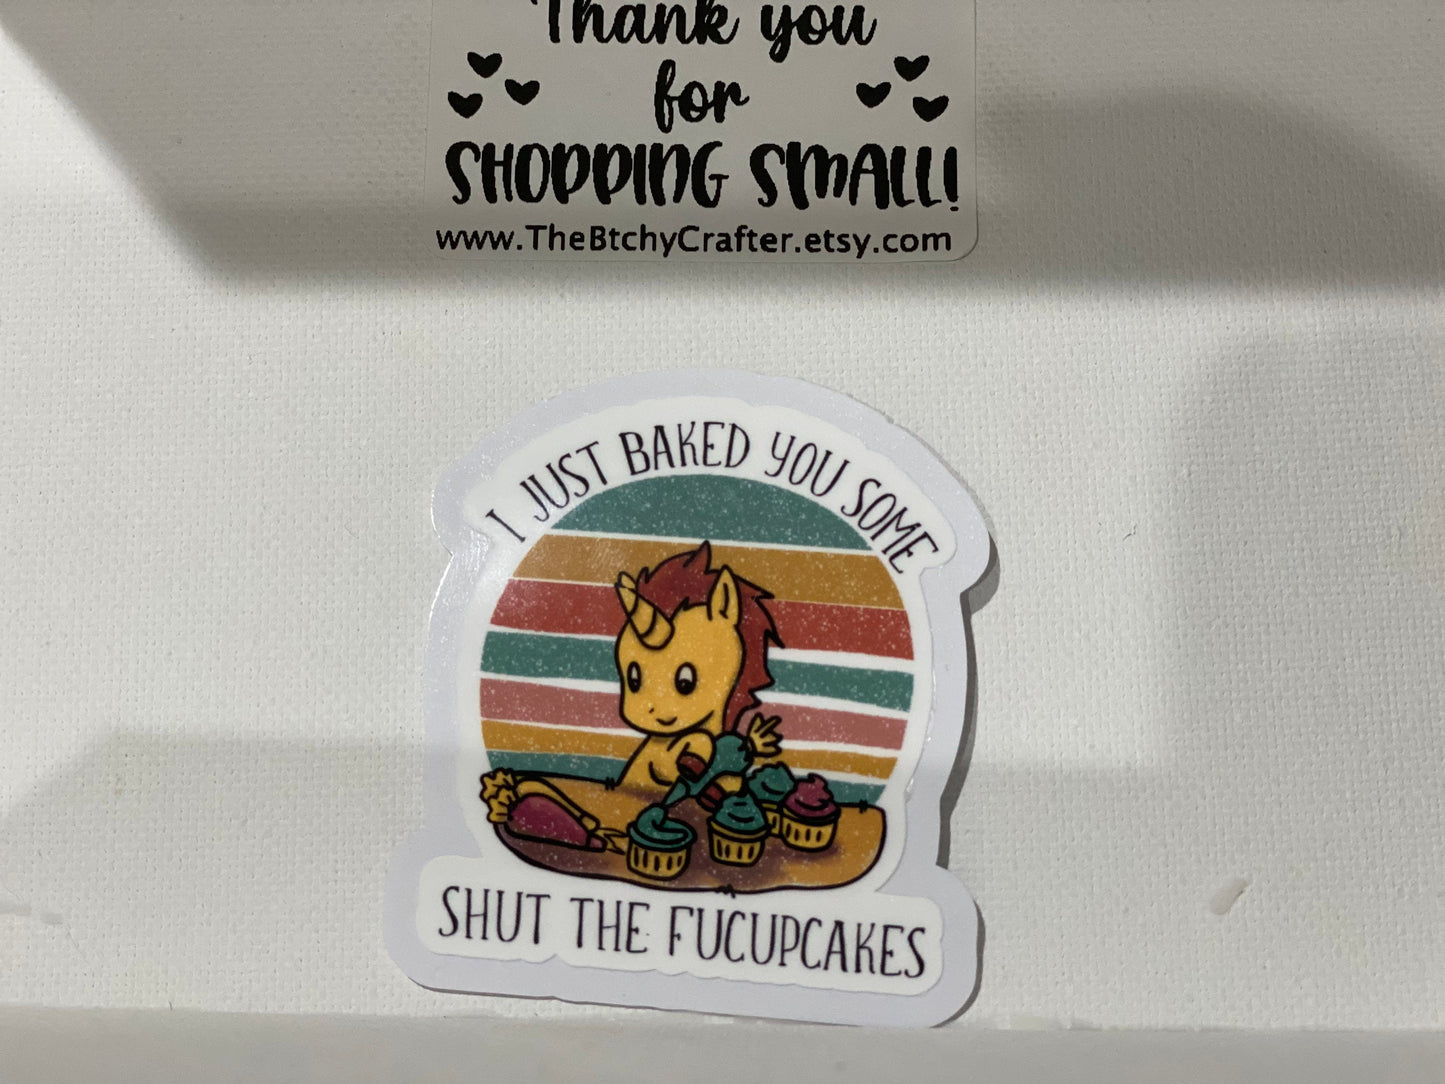 Thank you
for
SHOPPING SMALL!
www.TheBtchyCrafter.etsy.com
I JUST BAKED YOU SOME
SHUT THE FUCUPCAKES